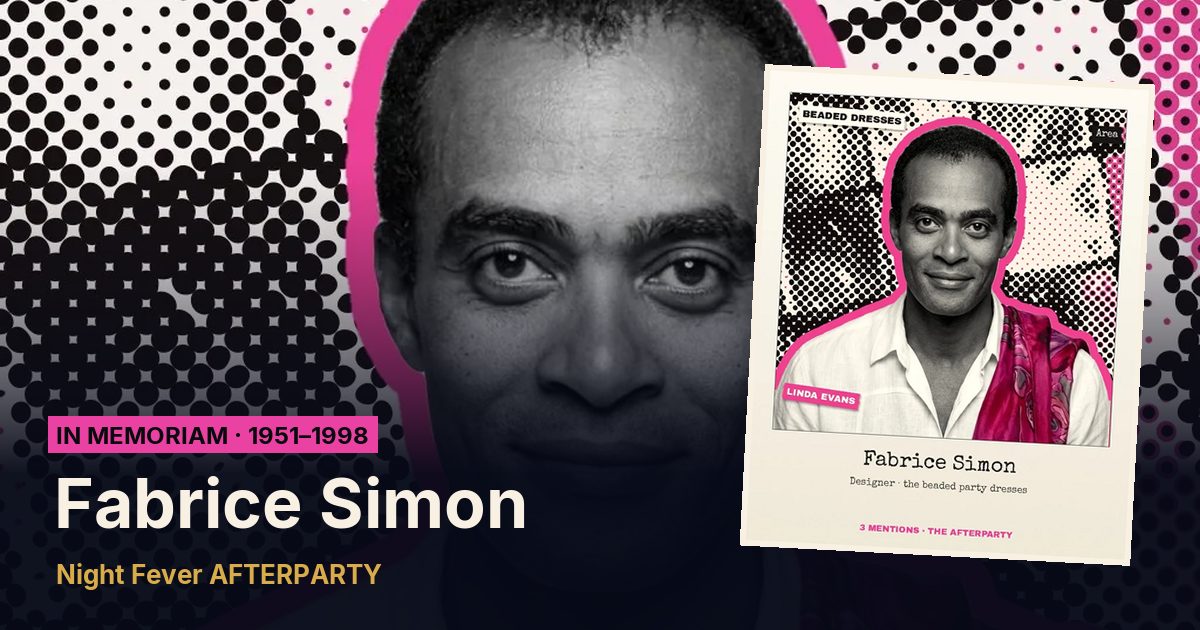 IN MEMORIAM · 1951–1998
Fabrice Simon
Night Fever AFTERPARTY
BEADED DRESSES
Area
LINDA EVANS
Fabrice Simon
Designer · the beaded party dresses
3 MENTIONS · THE AFTERPARTY